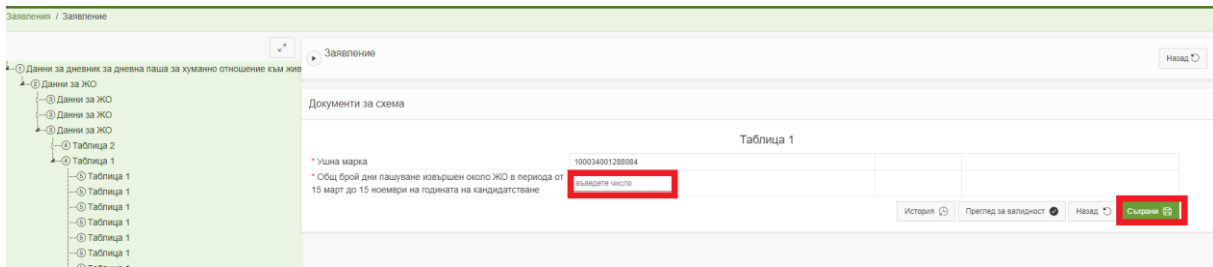 Заявления / Заявление
① Данни за дневник за дневна паша за хуманно отношение към жив
② Данни за ЖО
③ Данни за ЖО
③ Данни за ЖО
③ Данни за ЖО
④ Таблица 2
④ Таблица 1
⑤ Таблица 1
⑤ Таблица 1
⑤ Таблица 1
⑤ Таблица 1
⑤ Таблица 1
⑤ Таблица 1
⑤ Таблица 1
Заявление
Назад
Документи за схема
Таблица 1
* Ушна марка 100034001288084
* Общ брой дни пашуване извършен около ЖО в периода от
15 март до 15 ноември на годината на кандидатстване
въведете число
История Преглед за валидност Назад Съхрани